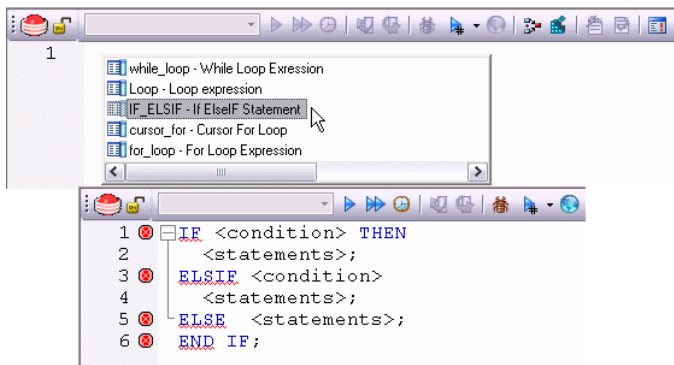 1
while_loop - While Loop Exression
Loop - Loop expression
IF_ELSIF - If ElseIF Statement
cursor_for - Cursor For Loop
for_loop - For Loop Expression
1 IF <condition> THEN
2 <statements>;
3 ELSIF <condition>
4 <statements>;
5 ELSE <statements>;
6 END IF;